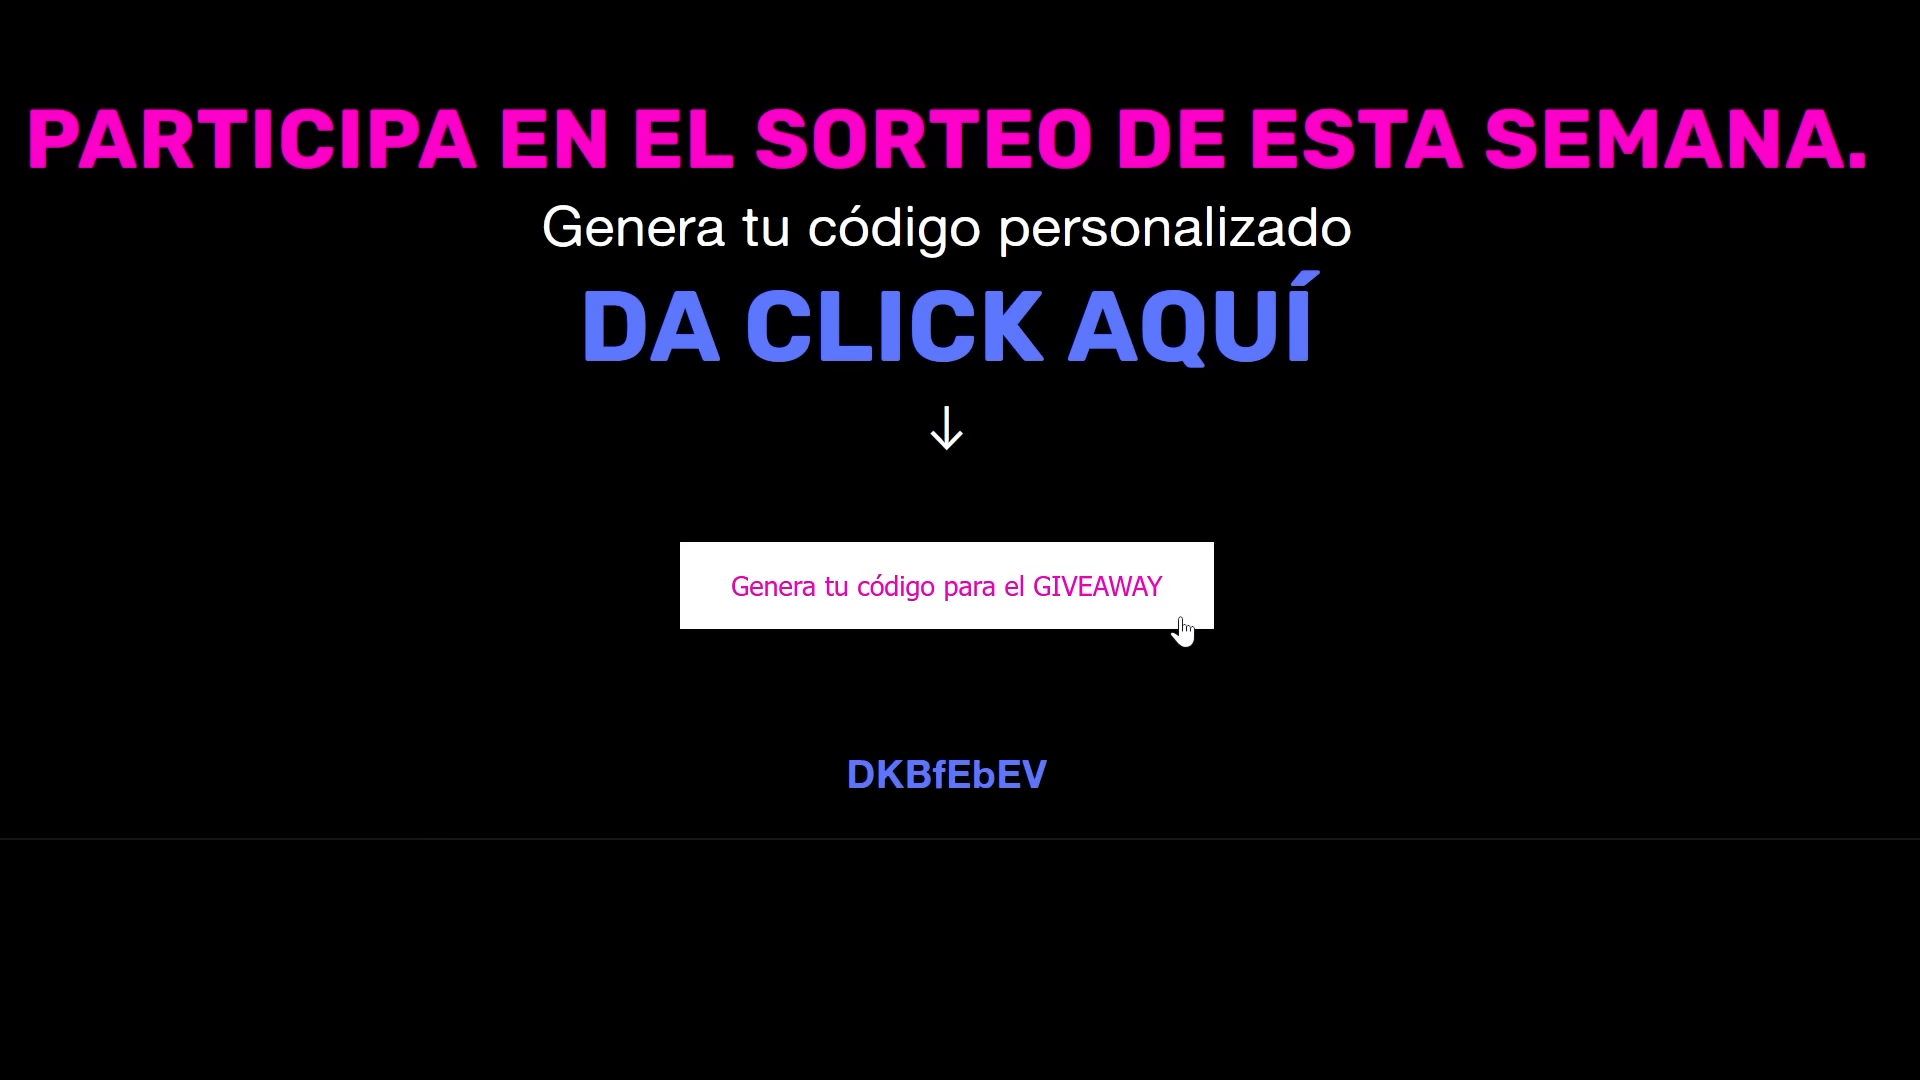 PARTICIPA EN EL SORTEO DE ESTA SEMANA.
Genera tu código personalizado
DA CLICK AQUÍ
↓
Genera tu código para el GIVEAWAY
DKBfEbEV